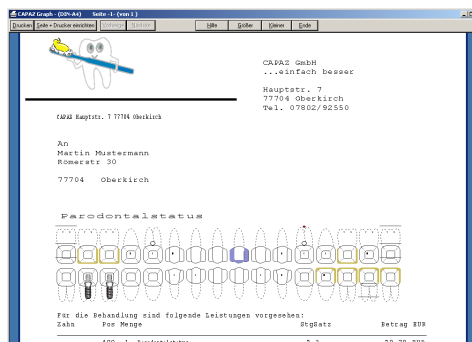 CAPAZ Graph - (DIN-A4) Seite -1- (von 1 )
Drucken Seite + Drucker einrichten Vorherige Nächste Hilfe Größer Kleiner Ende
CAPAZ GmbH
...einfach besser
Hauptstr. 7
77704 Oberkirch
Tel. 07802/92550
CAPAZ Hauptstr. 7 77704 Oberkirch
An
Martin Mustermann
Römerstr 30
77704 Oberkirch
Parodontalstatus
Für die Behandlung sind folgende Leistungen vorgesehen:
Zahn Pos Menge StgSatz Betrag EUR